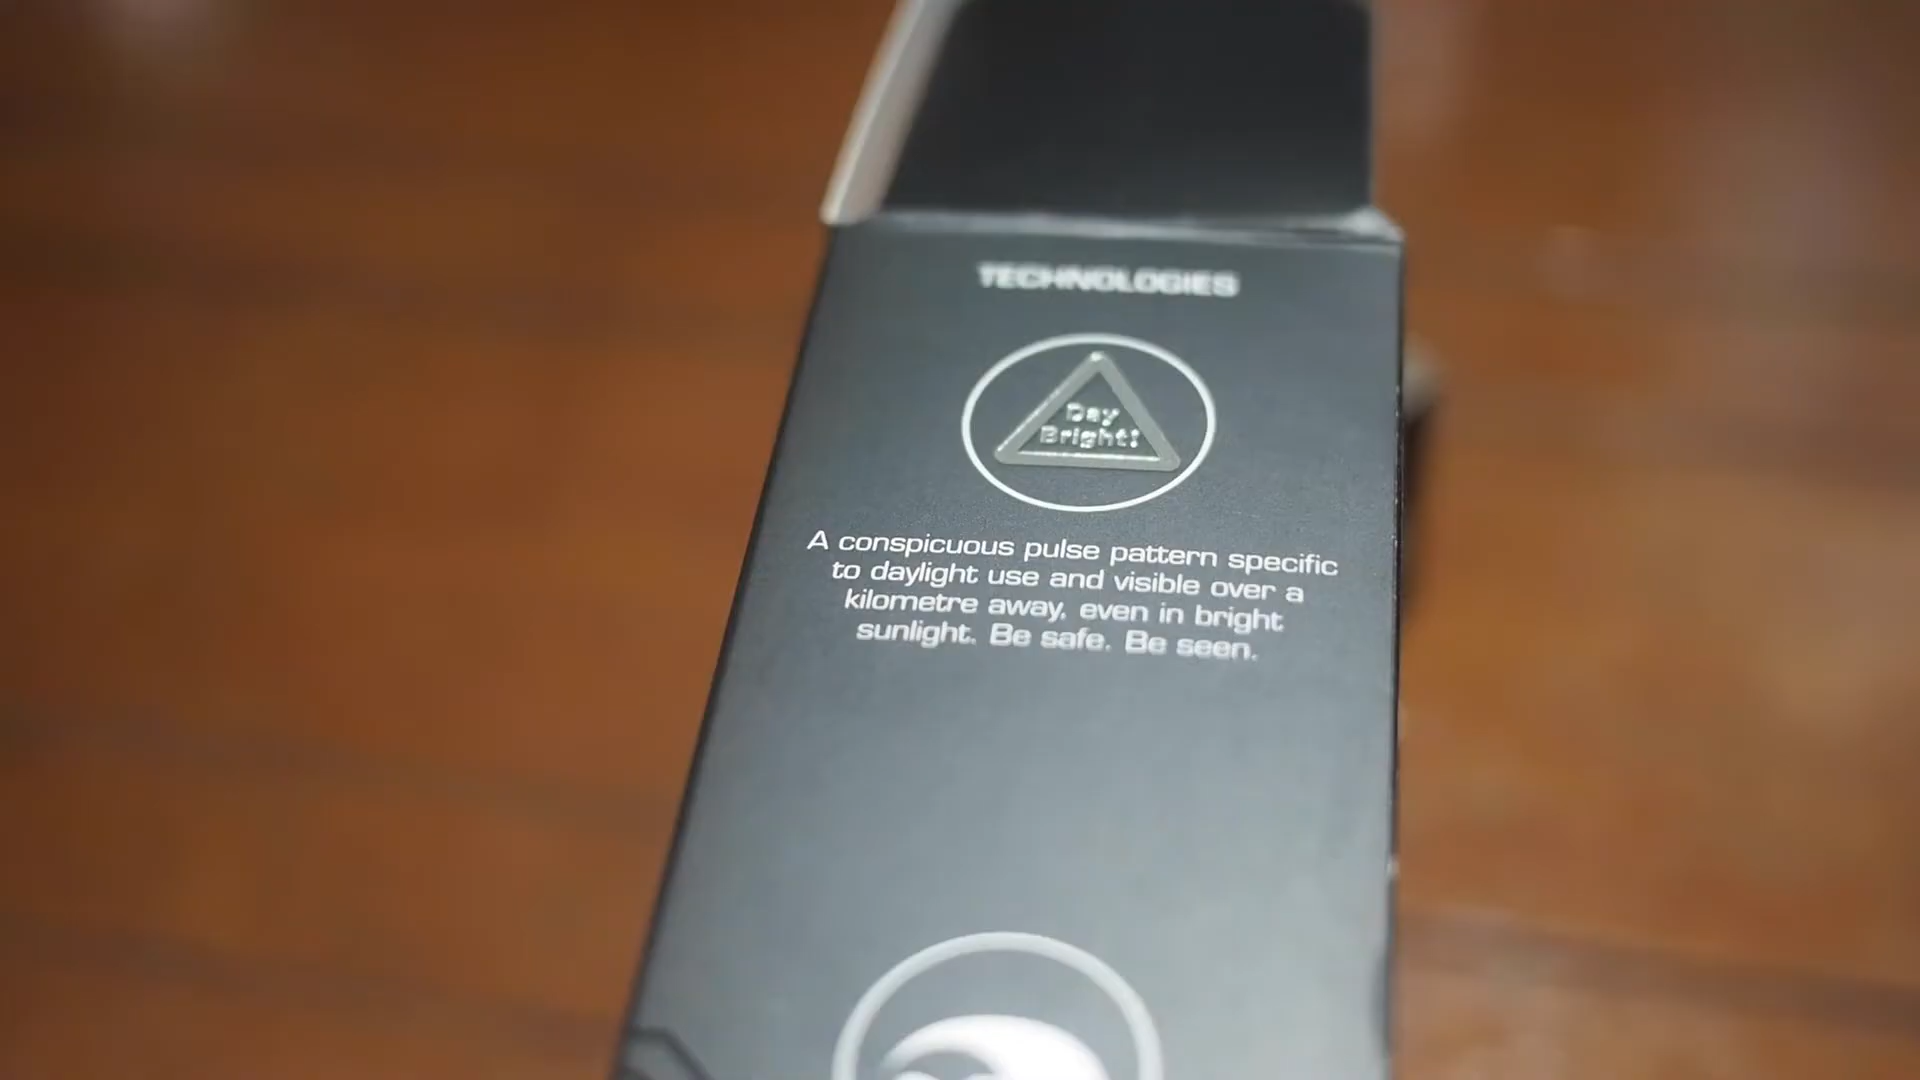 TECHNOLOGIES
Day
Bright!
A conspicuous pulse pattern specific
to daylight use and visible over a
kilometre away, even in bright
sunlight. Be safe. Be seen.